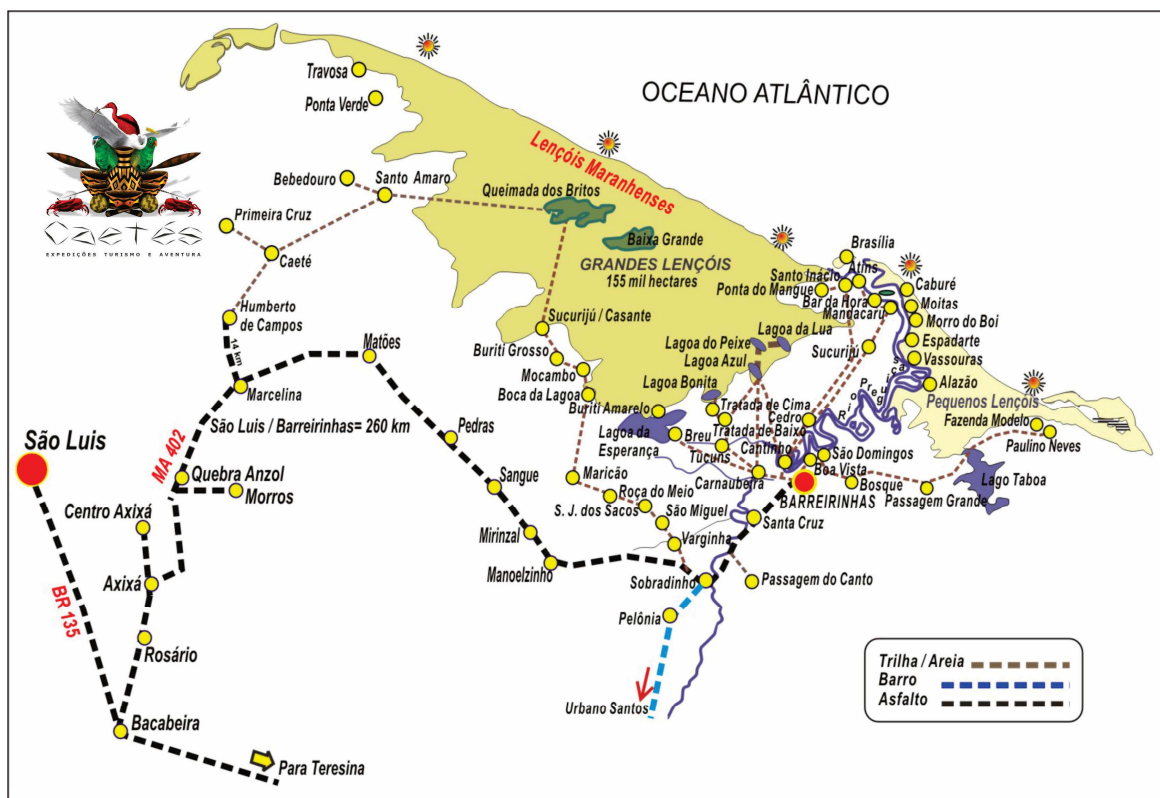 OCEANO ATLÂNTICO
Travosa
Ponta Verde
Lençóis Maranhenses
Bebedouro
Santo Amaro
Queimada dos Britos
Caetés
EXPEDIÇÕES TURISMO E AVENTURA
Primeira Cruz
Caeté
Baixa Grande
GRANDES LENÇÓIS
155 mil hectares
Brasília
Atins
Santo Inácio
Ponta do Mangue
Bar da Hora
Mandacaru
Caburé
Moitas
Morro do Boi
Espadarte
Vassouras
Alazão
Humberto
de Campos
14 km
Sucurijú / Casante
Lagoa da Lua
Lagoa do Peixe
Lagoa Azul
Sucurijú
Matões
Buriti Grosso
Mocambo
Boca da Lagoa
Lagoa Bonita
Rio Preguiças
Pequenos Lençóis
Marcelina
Buriti Amarelo
Tratada de Cima
Cedro
Tratada de Baixo
Fazenda Modelo
Paulino Neves
São Luis / Barreirinhas= 260 km
São Luis
MA 402
Pedras
Lagoa da
Esperança
Breu
Tucuns
Cantinho
São Domingos
Boa Vista
Carnaubeira
BARREIRINHAS
Bosque
Passagem Grande
Lago Taboa
Quebra Anzol
Morros
Sangue
Maricão
Roça do Meio
S. J. dos Sacos
São Miguel
Santa Cruz
Centro Axixá
Mirinzal
Varginha
Manoelzinho
Axixá
Sobradinho
Passagem do Canto
BR 135
Pelônia
Rosário
Urbano Santos
Bacabeira
Para Teresina
Trilha / Areia
Barro
Asfalto